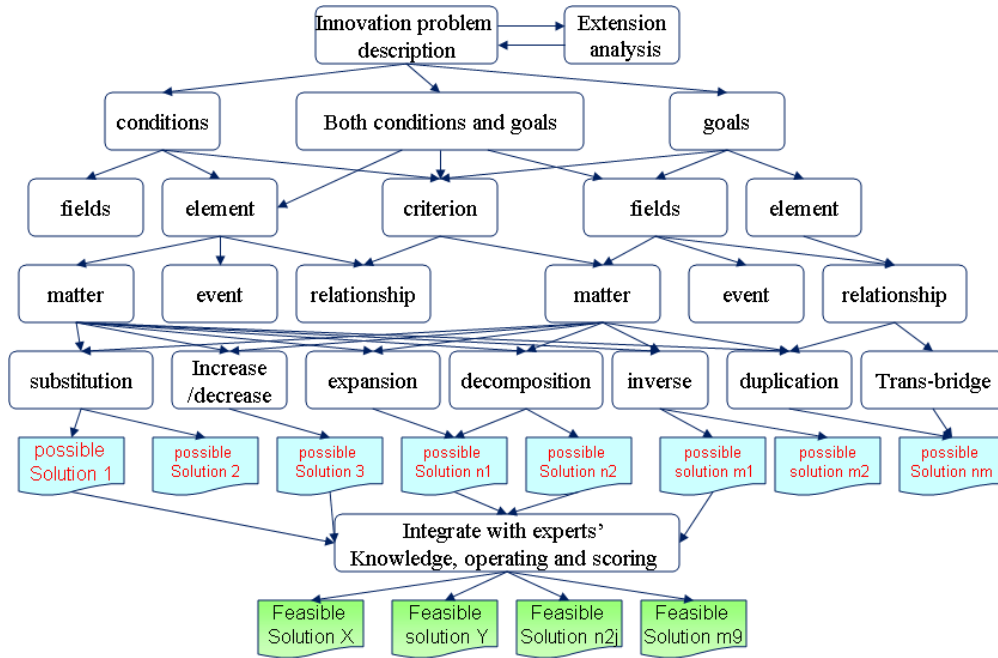 Innovation problem
description
Extension
analysis
conditions
Both conditions and goals
goals
fields
element
criterion
fields
element
matter
event
relationship
matter
event
relationship
substitution
Increase
/decrease
expansion
decomposition
inverse
duplication
Trans-bridge
possible
Solution 1
possible
Solution 2
possible
Solution 3
possible
Solution n1
possible
Solution n2
possible
solution m1
possible
solution m2
possible
Solution nm
Integrate with experts’
Knowledge, operating and scoring
Feasible
Solution X
Feasible
solution Y
Feasible
Solution n2j
Feasible
Solution m9